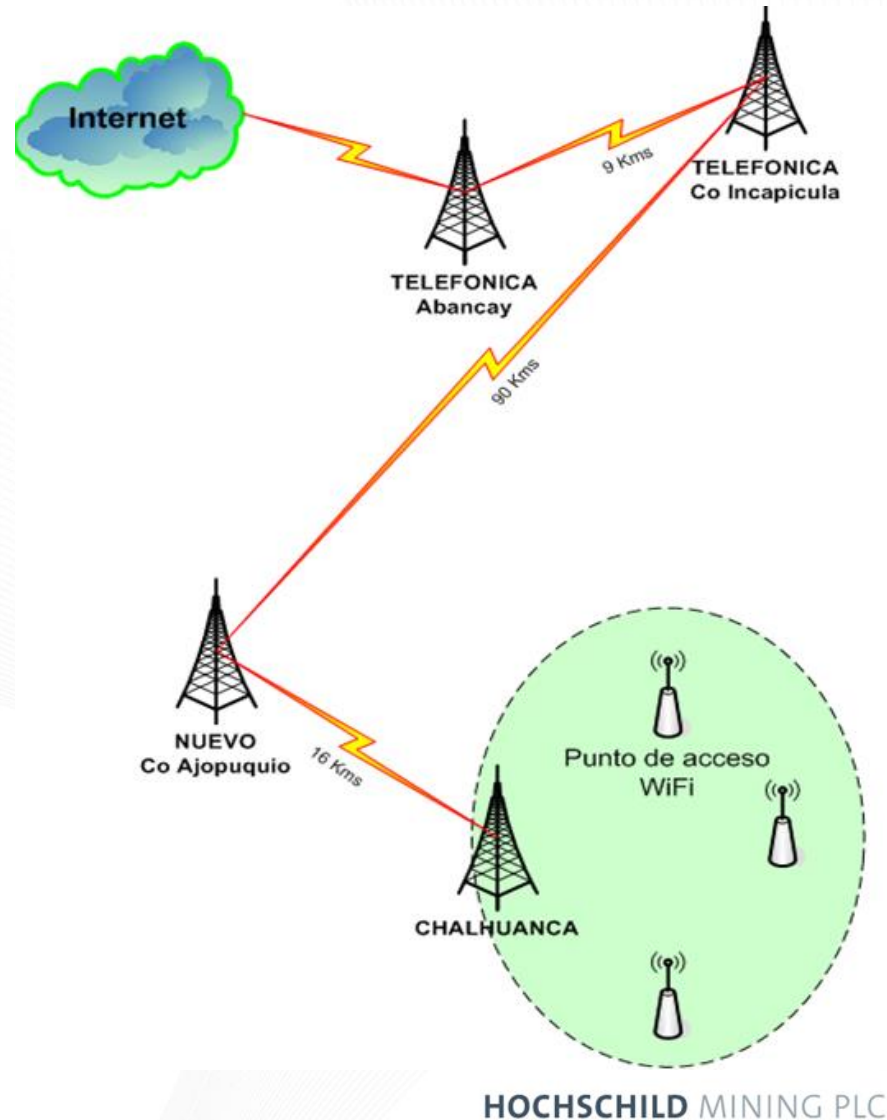 Internet
9 Kms
TELEFONICA
Co Incapicula
TELEFONICA
Abancay
90 Kms
NUEVO
Co Ajopuquio
16 Kms
Punto de acceso
WiFi
CHALHUANCA
HOCHSCHILD MINING PLC